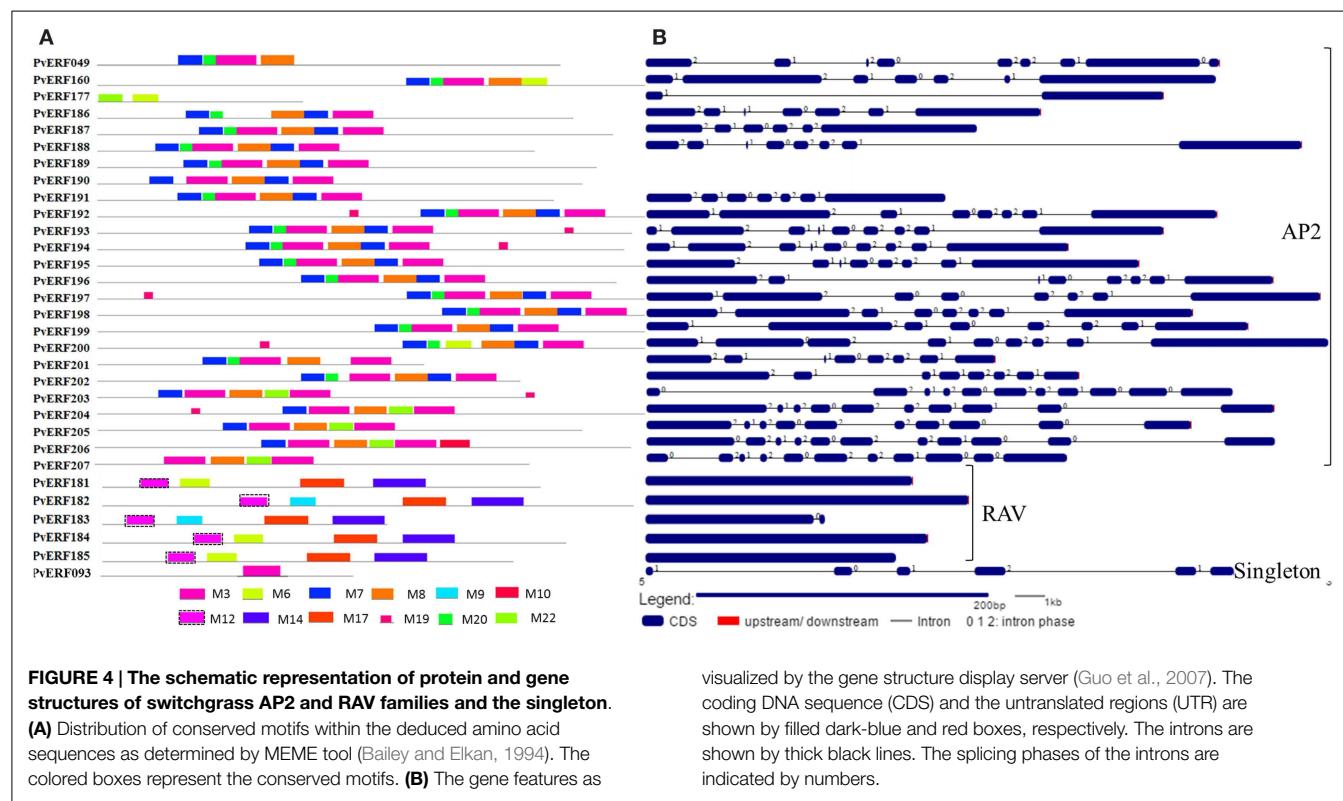 A
B
PvERF049
PvERF160
PvERF177
PvERF186
PvERF187
PvERF188
PvERF189
PvERF190
PvERF191
PvERF192
PvERF193
PvERF194
PvERF195
PvERF196
PvERF197
PvERF198
PvERF199
PvERF200
PvERF201
PvERF202
PvERF203
PvERF204
PvERF205
PvERF206
PvERF207
PvERF181
PvERF182
PvERF183
PvERF184
PvERF185
PvERF093
AP2
RAV
Singleton
M3 M6 M7 M8 M9 M10
M12 M14 M17 M19 M20 M22
5
Legend:
200bp 1kb
CDS upstream/ downstream Intron 0 1 2: intron phase
FIGURE 4 | The schematic representation of protein and gene
structures of switchgrass AP2 and RAV families and the singleton.
(A) Distribution of conserved motifs within the deduced amino acid
sequences as determined by MEME tool (Bailey and Elkan, 1994). The
colored boxes represent the conserved motifs. (B) The gene features as
visualized by the gene structure display server (Guo et al., 2007). The
coding DNA sequence (CDS) and the untranslated regions (UTR) are
shown by filled dark-blue and red boxes, respectively. The introns are
shown by thick black lines. The splicing phases of the introns are
indicated by numbers.